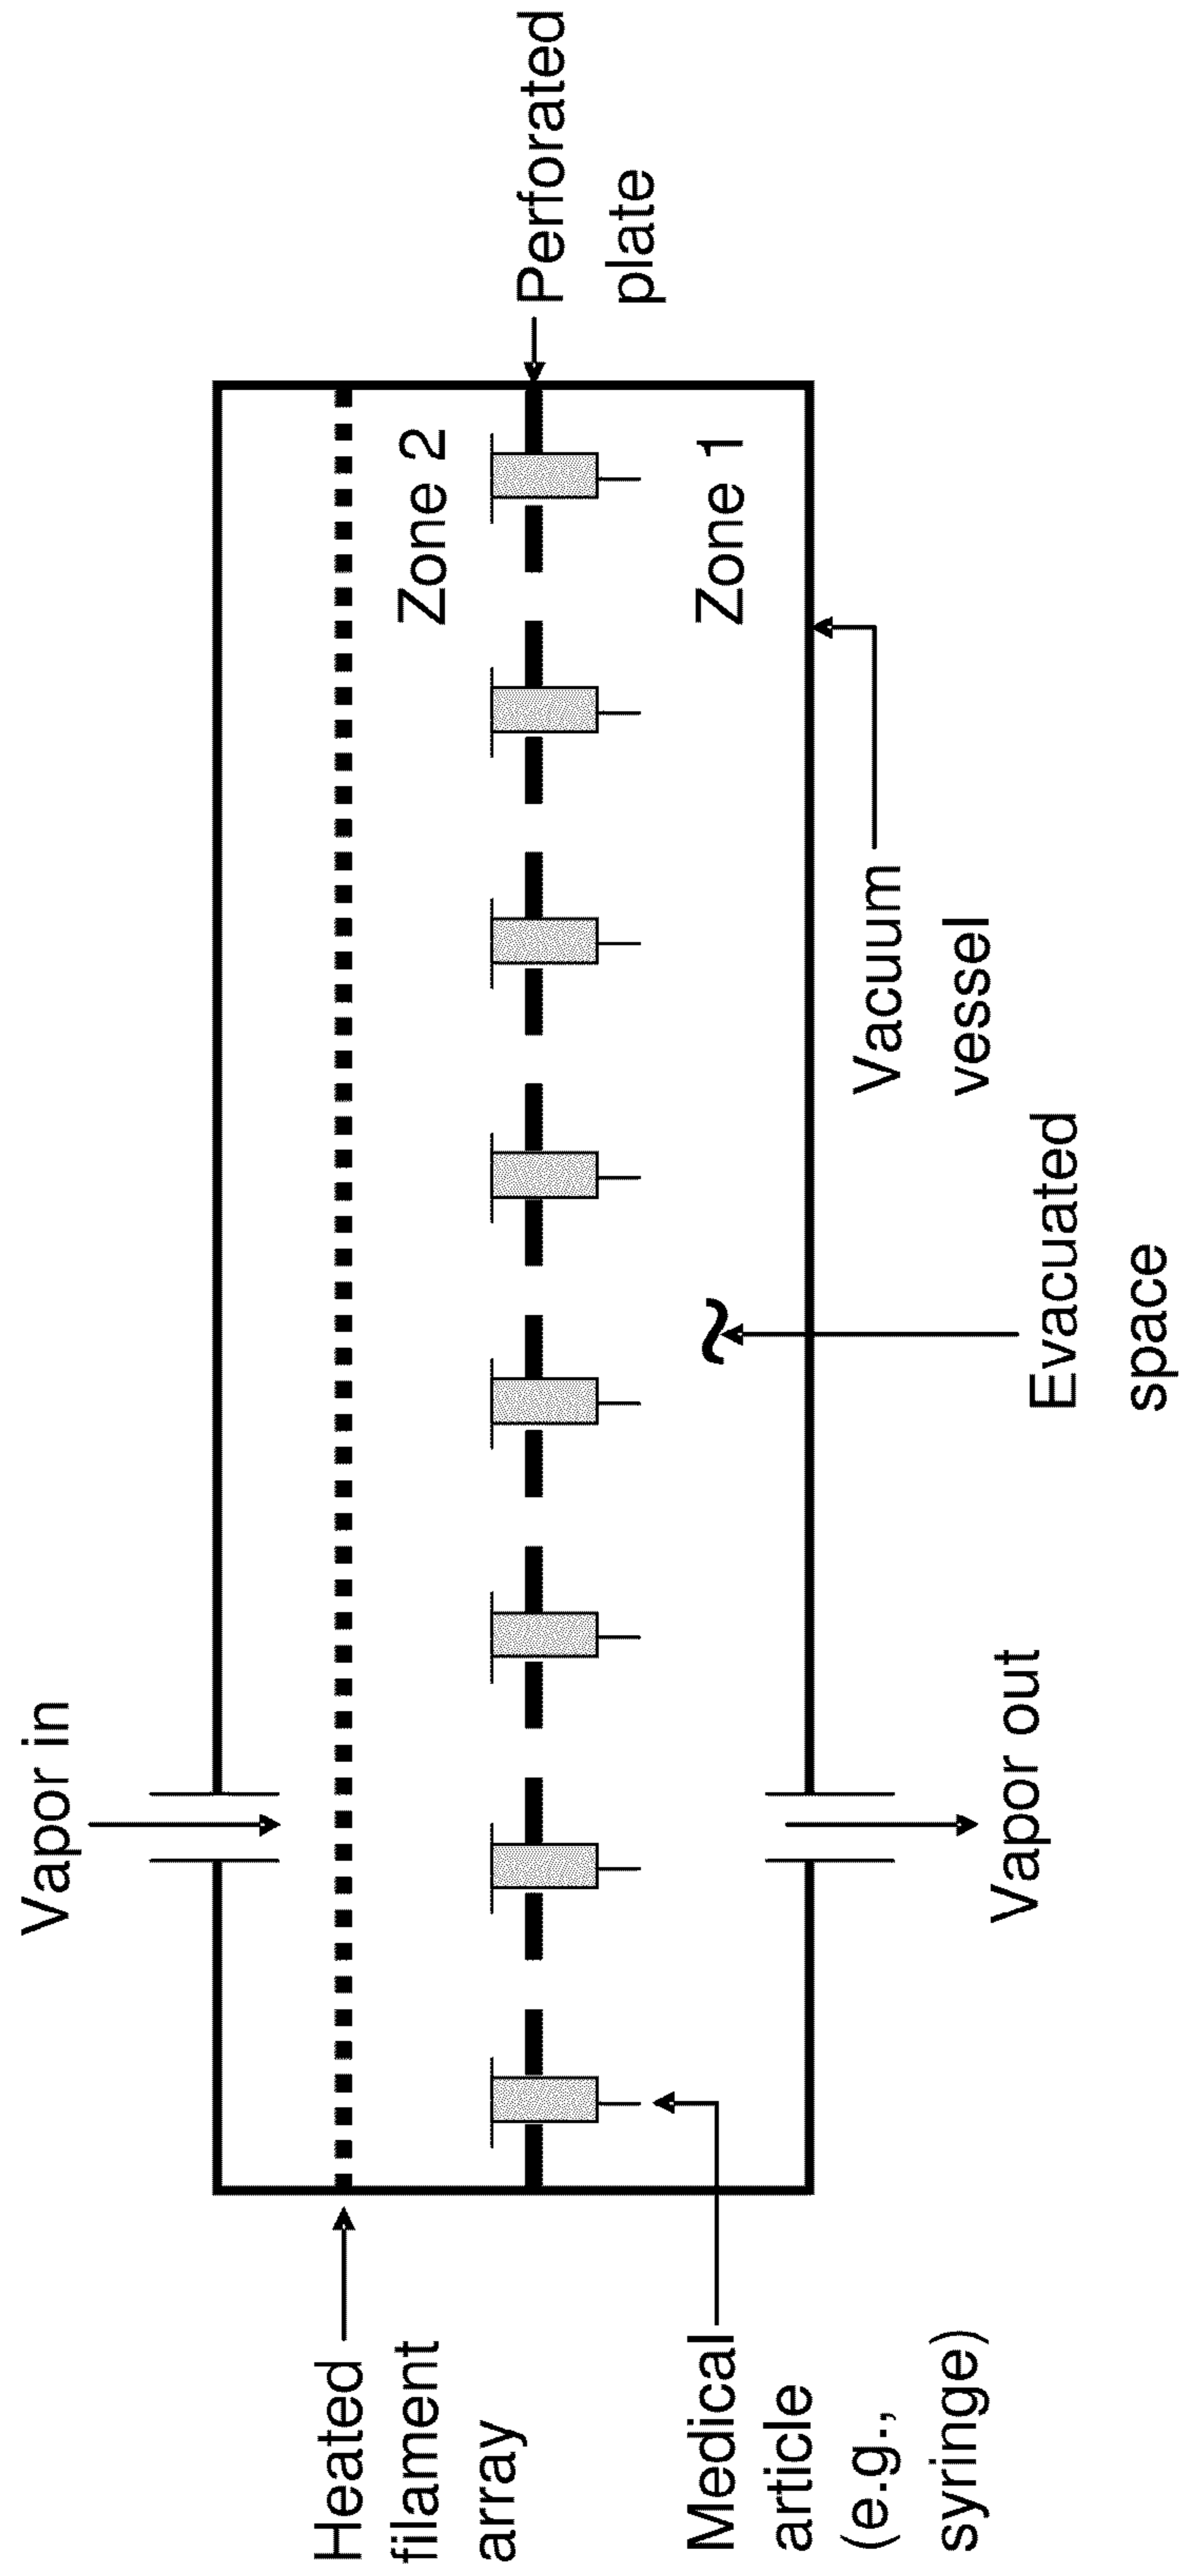 Vapor in
Heated
filament
array
Zone 2
Perforated
plate
Zone 1
Medical
article
(e.g.,
syringe)
Vacuum
vessel
Vapor out
Evacuated
space